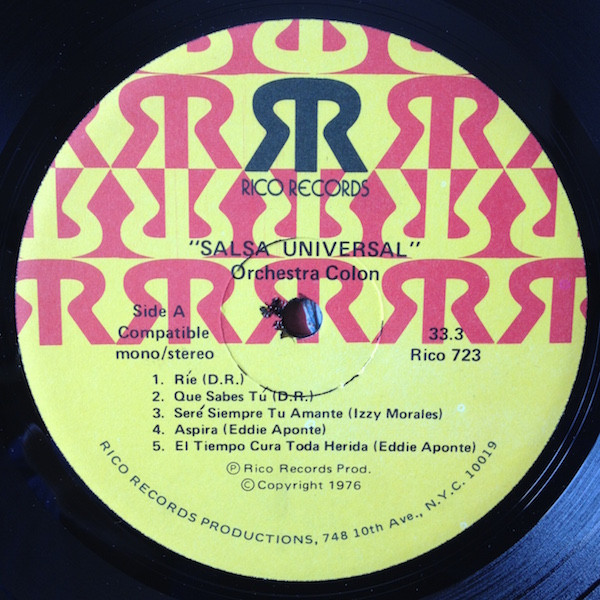 RICO RECORDS
"SALSA UNIVERSAL"
Orchestra Colon
Side A
Compatible
mono/stereo
33.3
Rico 723
1. Ríe (D.R.)
2. Que Sabes Tú (D.R.)
3. Seré Siempre Tu Amante (Izzy Morales)
4. Aspira (Eddie Aponte)
5. El Tiempo Cura Toda Herida (Eddie Aponte)
Ⓟ Rico Records Prod.
© Copyright 1976
RICO RECORDS PRODUCTIONS, 748 10th Ave., N.Y.C. 10019